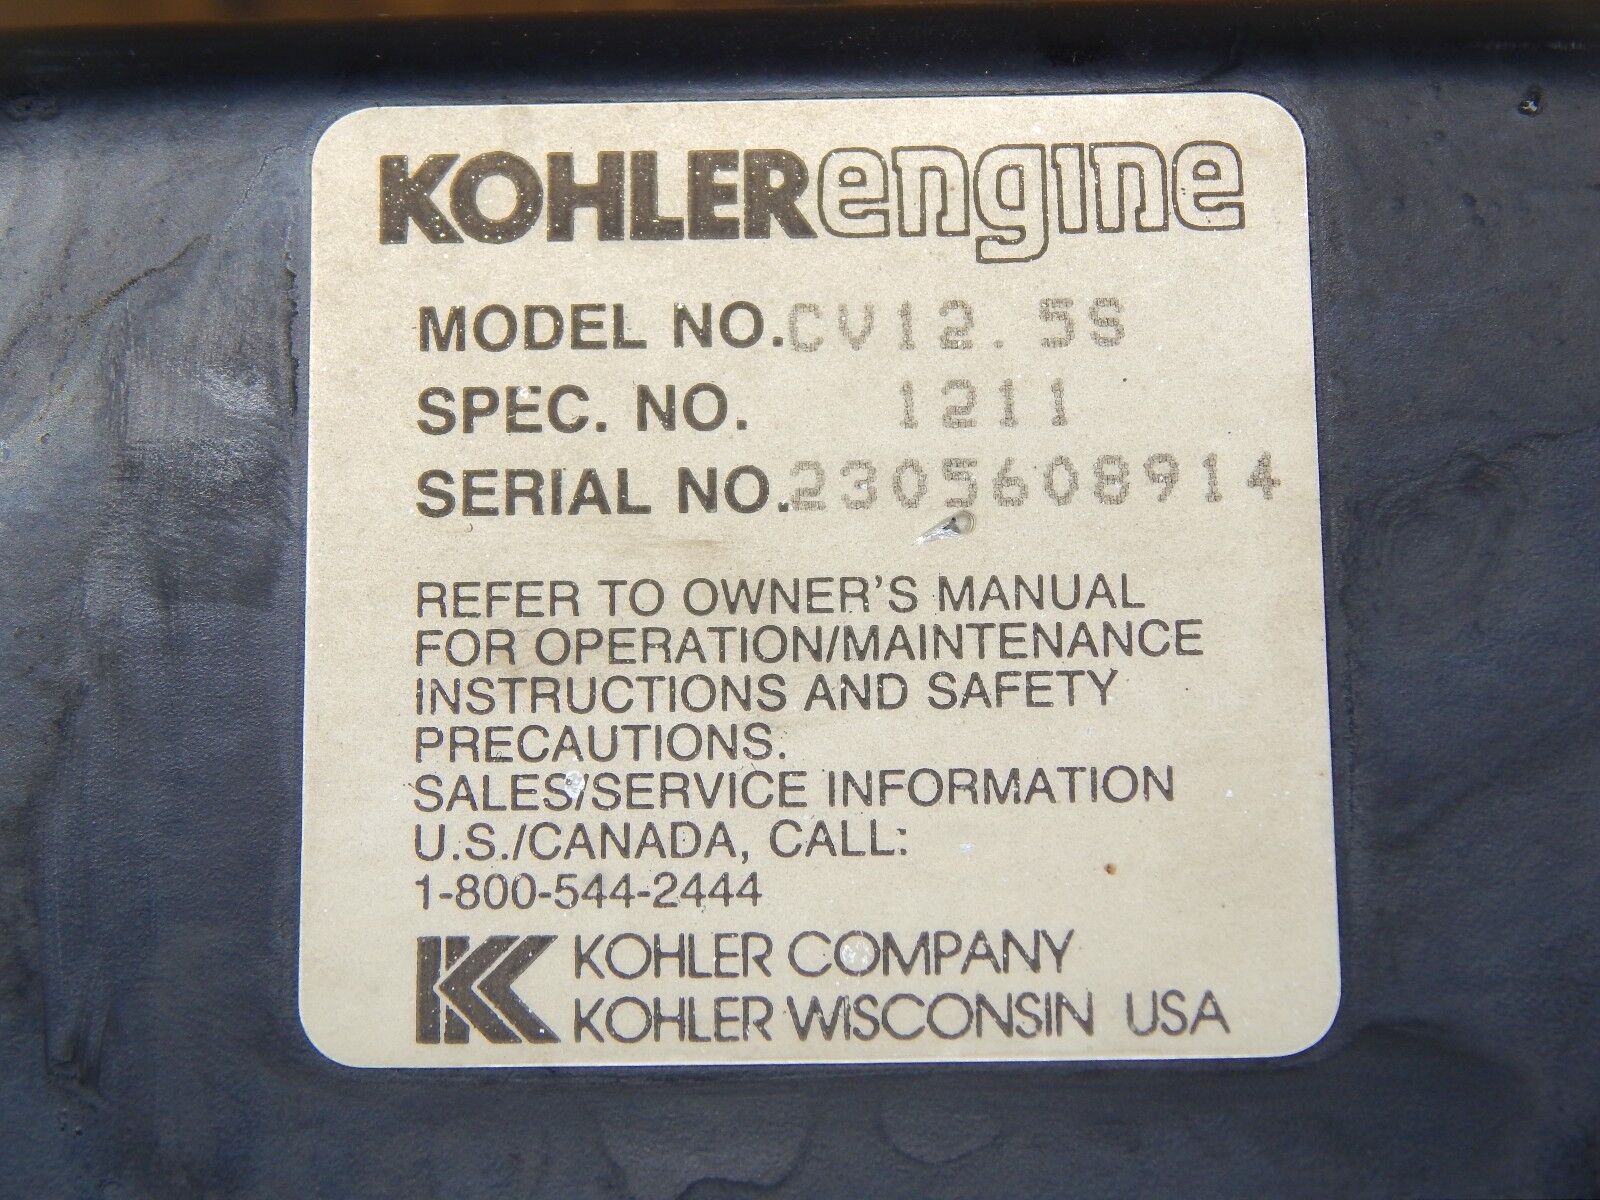 KOHLERengine
MODEL NO.CV12.5S
SPEC. NO. 1211
SERIAL NO.2305608914
REFER TO OWNER'S MANUAL
FOR OPERATION/MAINTENANCE
INSTRUCTIONS AND SAFETY
PRECAUTIONS.
SALES/SERVICE INFORMATION
U.S./CANADA, CALL:
1-800-544-2444
KOHLER COMPANY
KOHLER WISCONSIN USA